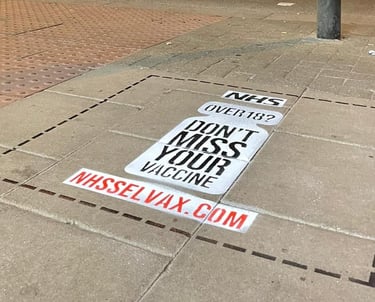 NHS
OVER 18?
DON'T
MISS
YOUR
VACCINE
NHSSELVAX.COM